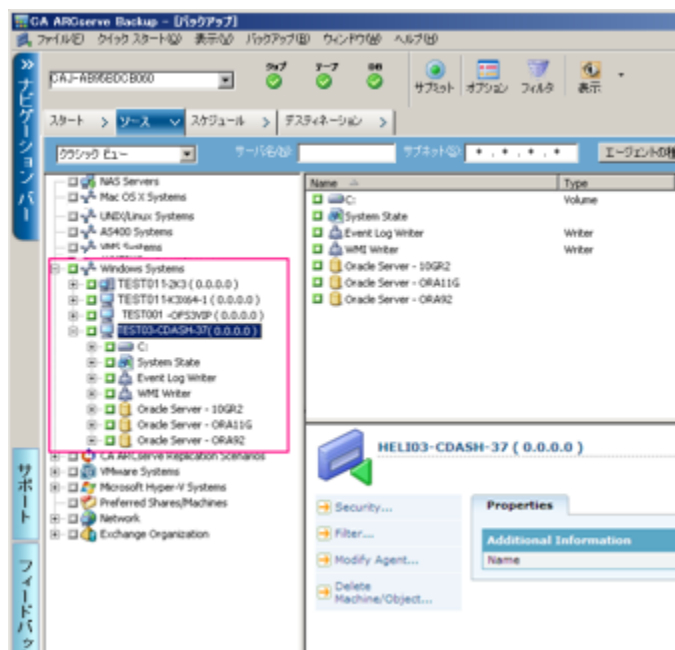 CA ARCserve Backup - [バックアップ]
ファイル(F) クイック スタート(Q) 表示(V) バックアップ(B) ウィンドウ(W) ヘルプ(H)
ナビゲーション バー
ジョブ テープ DB
サブミット オプション フィルタ 表示
スタート ソース スケジュール デスティネーション
クラシック ビュー サーバ名(N): サブネット(S): * . * . * . *
エージェントの種
NAS Servers
Mac OS X Systems
UNIX/Linux Systems
AS400 Systems
VMS Systems
Windows Systems
TEST011-2K3 ( 0.0.0.0 )
TEST011-K3X64-1 ( 0.0.0.0 )
TEST001 -OFS3VIP ( 0.0.0.0 )
TEST03-CDASH-37( 0.0.0.0 )
C:
System State
Event Log Writer
WMI Writer
Oracle Server - 10GR2
Oracle Server - ORA11G
Oracle Server - ORA92
CA ARCserve Replication Scenarios
VMware Systems
Microsoft Hyper-V Systems
Preferred Shares/Machines
Network
Exchange Organization
Name Type
C: Volume
System State
Event Log Writer Writer
WMI Writer Writer
Oracle Server - 10GR2
Oracle Server - ORA11G
Oracle Server - ORA92
HELI03-CDASH-37 ( 0.0.0.0 )
Security...
Filter...
Modify Agent...
Delete
Machine/Object...
Properties
Additional Information
Name
サポート
フィードバッ